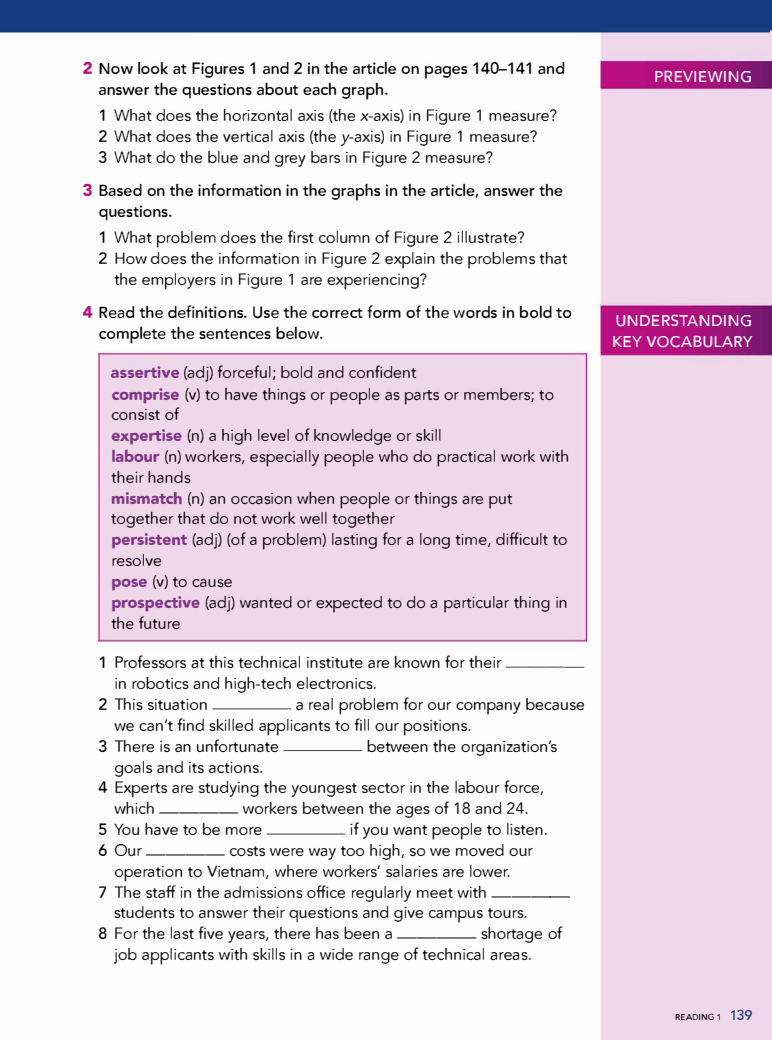 2 Now look at Figures 1 and 2 in the article on pages 140–141 and
answer the questions about each graph.
1 What does the horizontal axis (the x-axis) in Figure 1 measure?
2 What does the vertical axis (the y-axis) in Figure 1 measure?
3 What do the blue and grey bars in Figure 2 measure?
PREVIEWING
3 Based on the information in the graphs in the article, answer the
questions.
1 What problem does the first column of Figure 2 illustrate?
2 How does the information in Figure 2 explain the problems that
the employers in Figure 1 are experiencing?
4 Read the definitions. Use the correct form of the words in bold to
complete the sentences below.
UNDERSTANDING
KEY VOCABULARY
assertive (adj) forceful; bold and confident
comprise (v) to have things or people as parts or members; to
consist of
expertise (n) a high level of knowledge or skill
labour (n) workers, especially people who do practical work with
their hands
mismatch (n) an occasion when people or things are put
together that do not work well together
persistent (adj) (of a problem) lasting for a long time, difficult to
resolve
pose (v) to cause
prospective (adj) wanted or expected to do a particular thing in
the future
1 Professors at this technical institute are known for their __________
in robotics and high-tech electronics.
2 This situation __________ a real problem for our company because
we can't find skilled applicants to fill our positions.
3 There is an unfortunate __________ between the organization's
goals and its actions.
4 Experts are studying the youngest sector in the labour force,
which __________ workers between the ages of 18 and 24.
5 You have to be more __________ if you want people to listen.
6 Our __________ costs were way too high, so we moved our
operation to Vietnam, where workers' salaries are lower.
7 The staff in the admissions office regularly meet with __________
students to answer their questions and give campus tours.
8 For the last five years, there has been a __________ shortage of
job applicants with skills in a wide range of technical areas.
READING 1 139